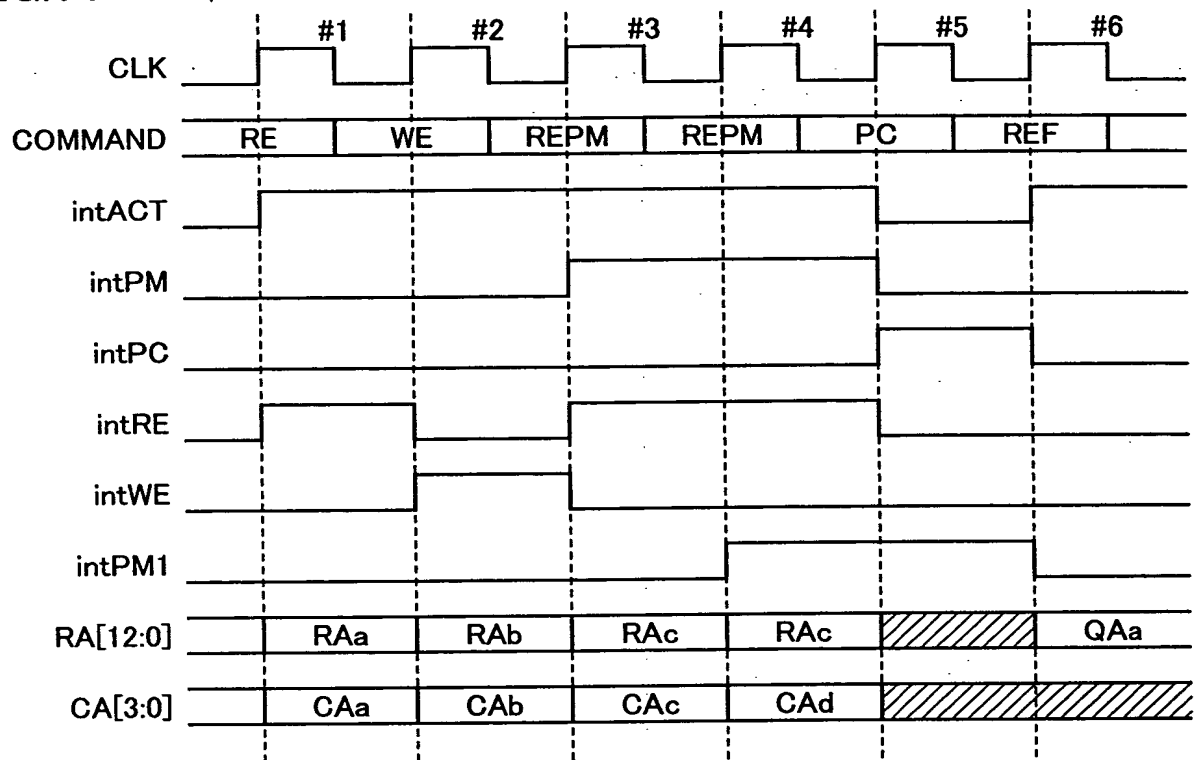 #1 #2 #3 #4 #5 #6
CLK
COMMAND RE WE REPM REPM PC REF
intACT
intPM
intPC
intRE
intWE
intPM1
RA[12:0] RAa RAb RAc RAc QAa
CA[3:0] CAa CAb CAc CAd